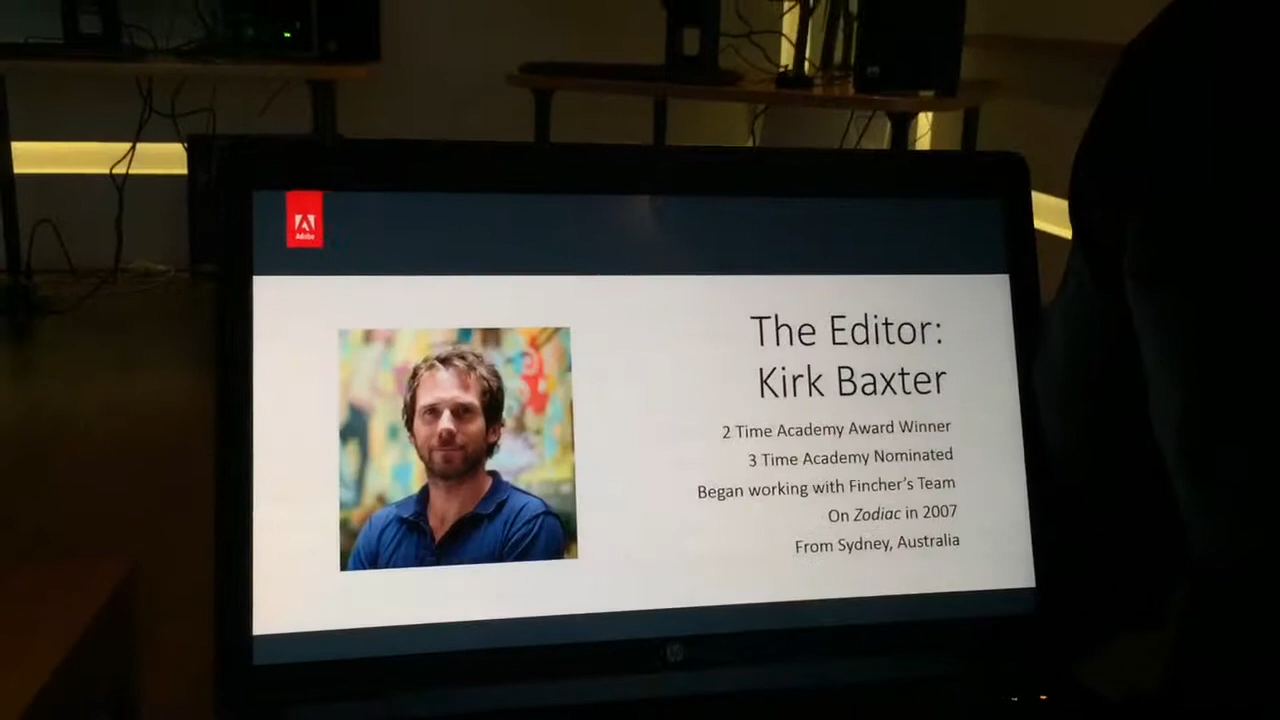 Adobe
The Editor:
Kirk Baxter
2 Time Academy Award Winner
3 Time Academy Nominated
Began working with Fincher's Team
On Zodiac in 2007
From Sydney, Australia
hp